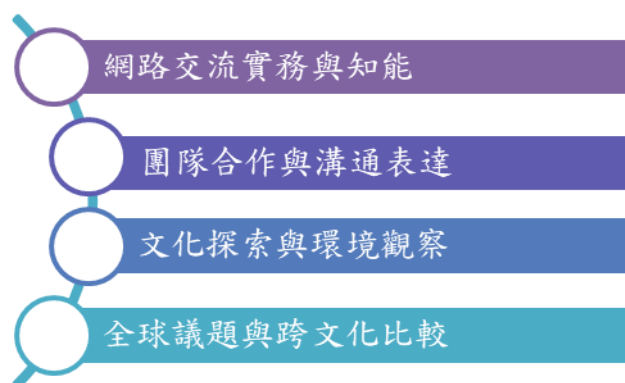 網路交流實務與知能
團隊合作與溝通表達
文化探索與環境觀察
全球議題與跨文化比較